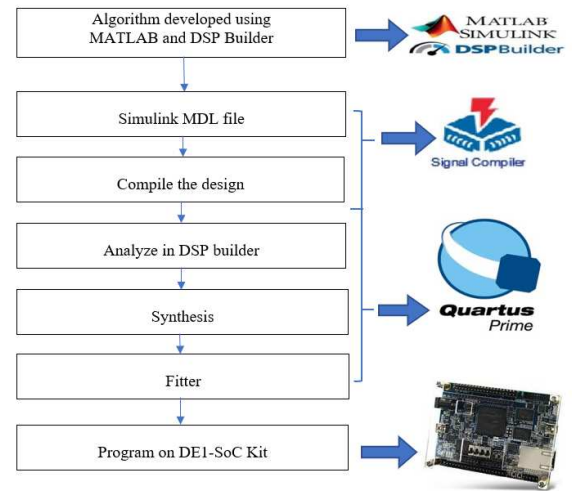 Algorithm developed using
MATLAB and DSP Builder
MATLAB
SIMULINK
DSPBuilder
Simulink MDL file
Signal Compiler
Compile the design
Analyze in DSP builder
Quartus
Prime
Synthesis
Fitter
Program on DE1-SoC Kit